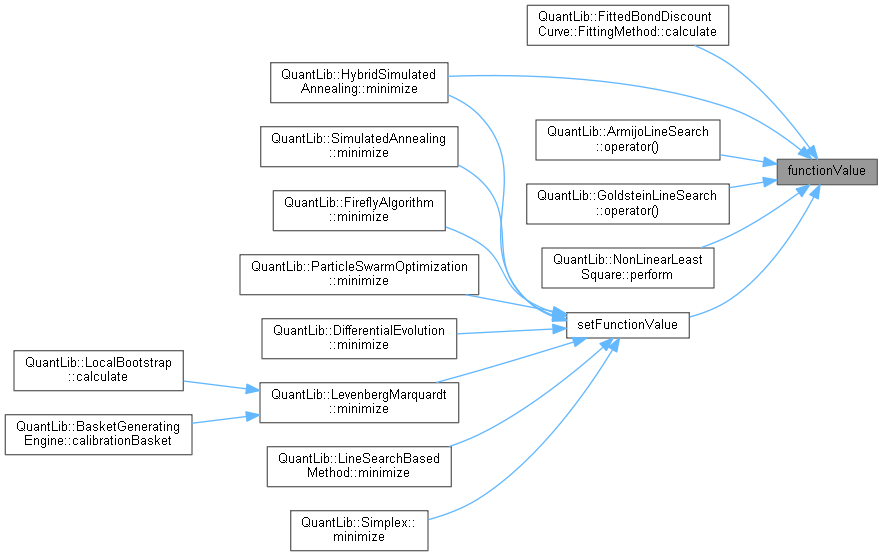 QuantLib::FittedBondDiscount
Curve::FittingMethod::calculate
QuantLib::HybridSimulated
Annealing::minimize
QuantLib::ArmijoLineSearch
::operator()
QuantLib::SimulatedAnnealing
::minimize
functionValue
QuantLib::GoldsteinLineSearch
::operator()
QuantLib::FireflyAlgorithm
::minimize
QuantLib::NonLinearLeast
Square::perform
QuantLib::ParticleSwarmOptimization
::minimize
setFunctionValue
QuantLib::DifferentialEvolution
::minimize
QuantLib::LocalBootstrap
::calculate
QuantLib::LevenbergMarquardt
::minimize
QuantLib::BasketGenerating
Engine::calibrationBasket
QuantLib::LineSearchBased
Method::minimize
QuantLib::Simplex::
minimize